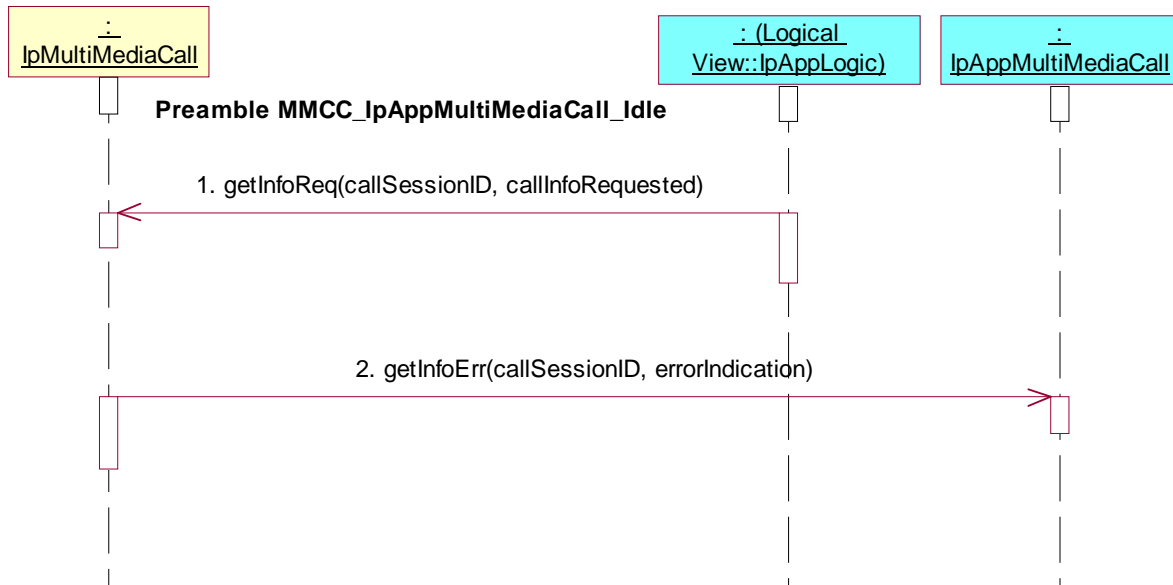 :
IpMultiMediaCall
: (Logical
View::IpAppLogic)
:
IpAppMultiMediaCall
Preamble MMCC_IpAppMultiMediaCall_Idle
1. getInfoReq(callSessionID, callInfoRequested)
2. getInfoErr(callSessionID, errorIndication)